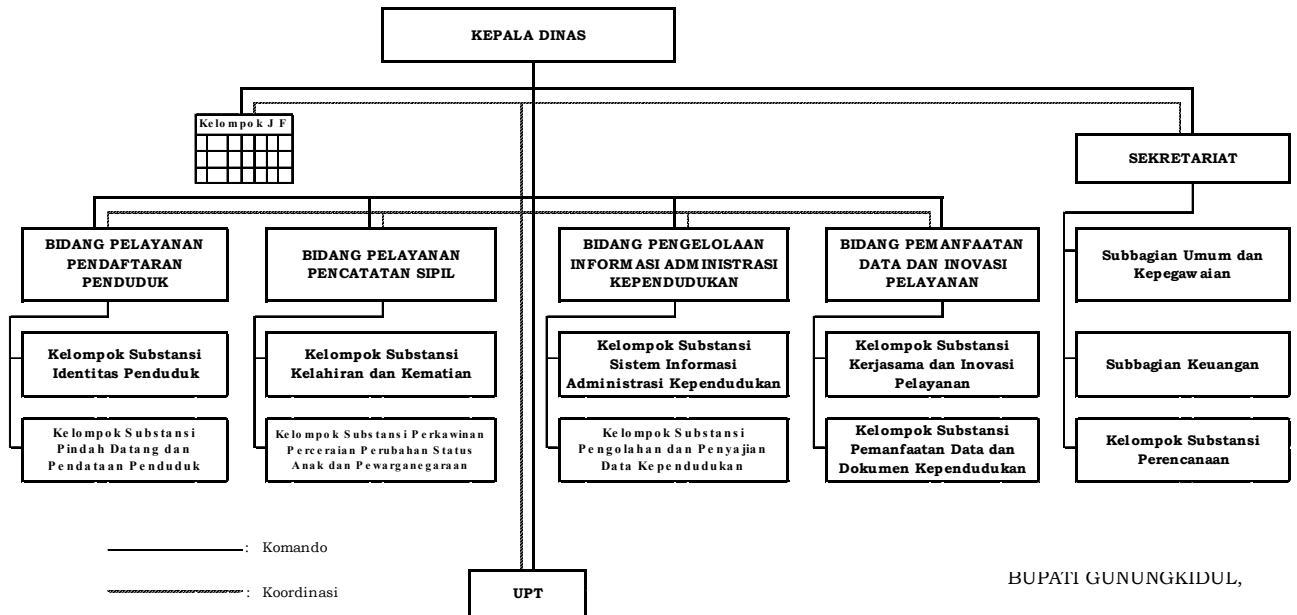 KEPALA DINAS
Kelompok J F
SEKRETARIAT
BIDANG PELAYANAN
PENDAFTARAN
PENDUDUK
BIDANG PELAYANAN
PENCATATAN SIPIL
BIDANG PENGELOLAAN
INFORMASI ADMINISTRASI
KEPENDUDUKAN
BIDANG PEMANFAATAN
DATA DAN INOVASI
PELAYANAN
Subbagian Umum dan
Kepegawaian
Kelompok Substansi
Identitas Penduduk
Kelompok Substansi
Kelahiran dan Kematian
Kelompok Substansi
Sistem Informasi
Administrasi Kependudukan
Kelompok Substansi
Kerjasama dan Inovasi
Pelayanan
Subbagian Keuangan
Kelompok Substansi
Pindah Datang dan
Pendataan Penduduk
Kelompok Substansi Perkawinan
Perceraian Perubahan Status
Anak dan Pewarganegaraan
Kelompok Substansi
Pengolahan dan Penyajian
Data Kependudukan
Kelompok Substansi
Pemanfaatan Data dan
Dokumen Kependudukan
Kelompok Substansi
Perencanaan
: Komando
: Koordinasi
UPT
BUPATI GUNUNGKIDUL,